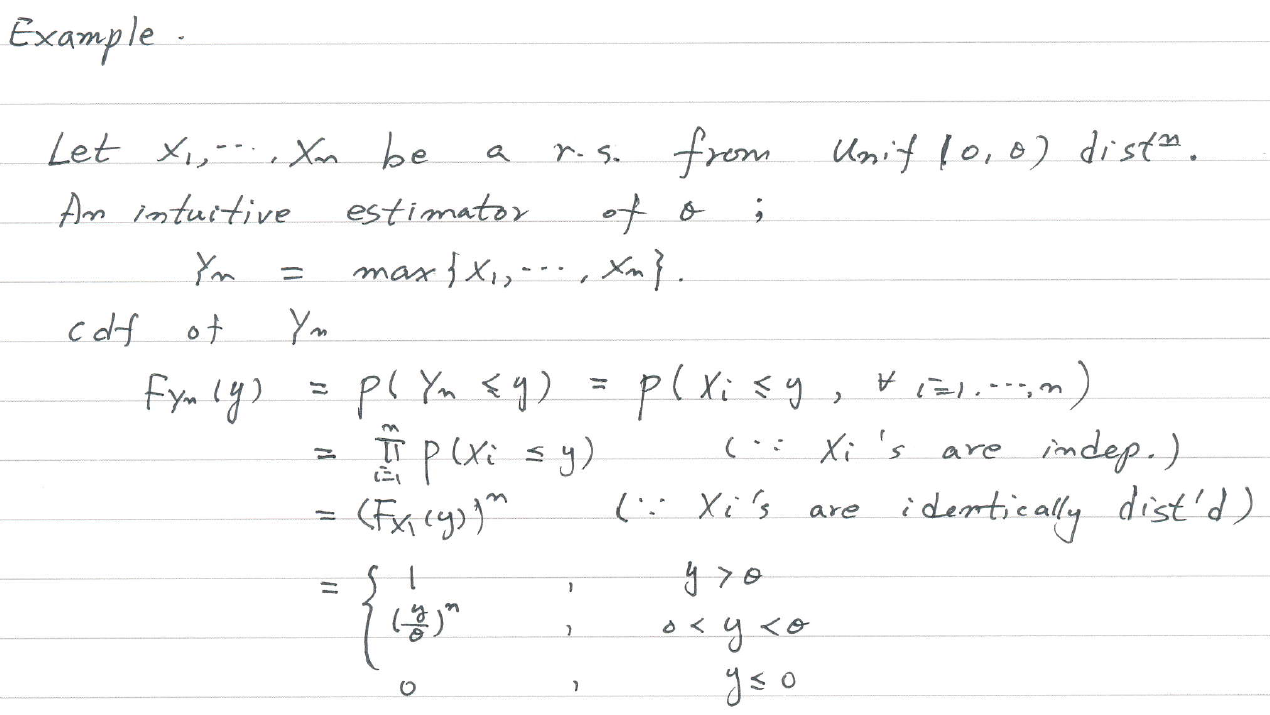 Example.
Let X₁, ..., Xₙ be a r.s. from Unif (0, θ) distⁿ.
An intuitive estimator of θ ;
Yₙ = max{X₁, ..., Xₙ}.
cdf of Yₙ
F_Yₙ(y) = P(Yₙ ≤ y) = P(Xᵢ ≤ y, ∀ i=1, ..., n)
= ∏ᵢ₌₁ⁿ P(Xᵢ ≤ y) (∵ Xᵢ's are indep.)
= (F_X₁(y))ⁿ (∵ Xᵢ's are identically dist'd)
= { 1 , y > θ
(y/θ)ⁿ , 0 < y < θ
0 , y ≤ 0